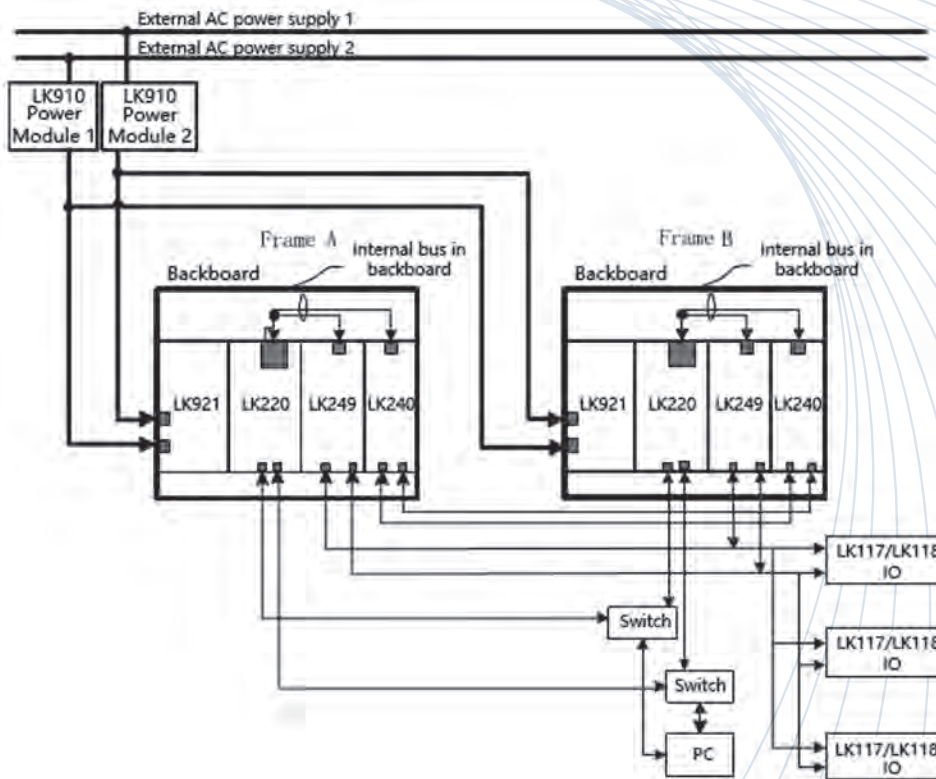 External AC power supply 1
External AC power supply 2
LK910
Power
Module 1
LK910
Power
Module 2
Frame A
Internal bus in
backboard
Backboard
LK921
LK220
LK249
LK240
Frame B
Internal bus in
backboard
Backboard
LK921
LK220
LK249
LK240
LK117/LK118
IO
Switch
LK117/LK118
IO
Switch
PC
LK117/LK118
IO